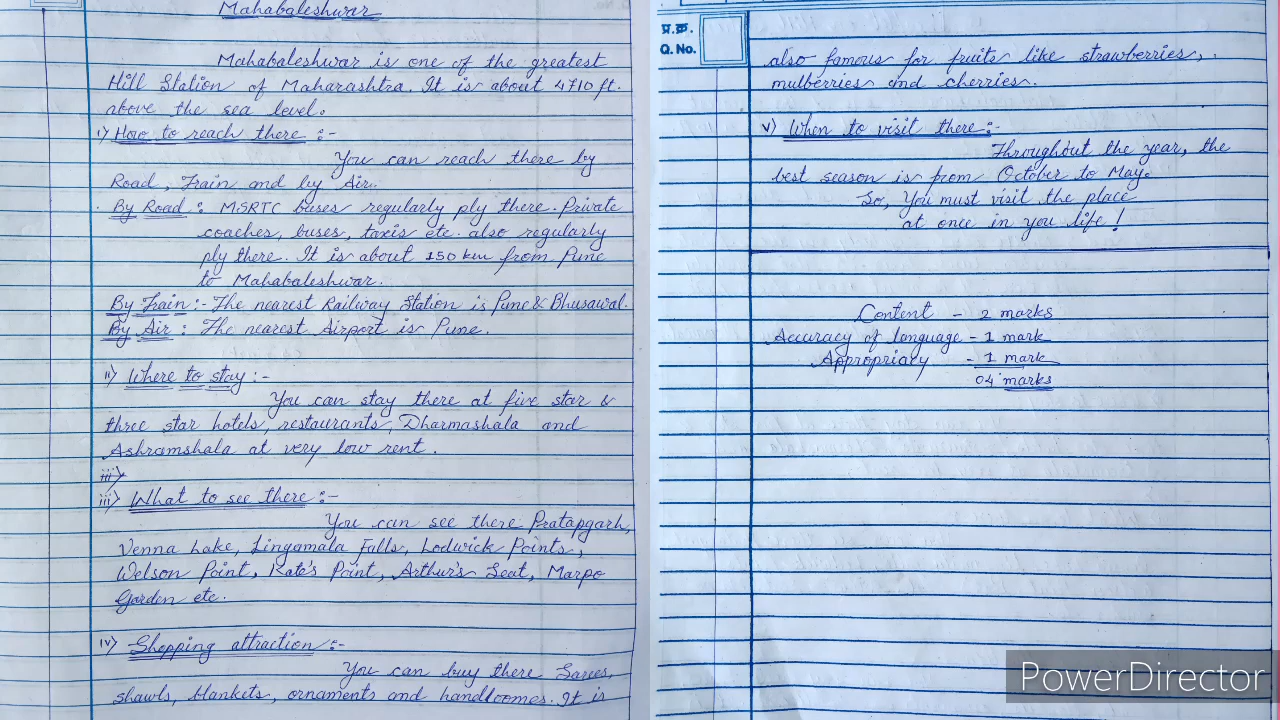 Mahabaleshwar
Mahabaleshwar is one of the greatest
Hill Station of Maharashtra. It is about 4710 ft.
above the sea level.
i) How to reach there :-
You can reach there by
Road, Train and by Air.
By Road : MSRTC buses regularly ply there. Private
coaches, buses, taxis etc. also regularly
ply there. It is about 150 km from Pune
to Mahabaleshwar.
By Train :- The nearest Railway Station is Pune & Bhusawal.
By Air : The nearest Airport is Pune.
ii) Where to stay :-
You can stay there at five star &
three star hotels, restaurants, Dharmashala and
Ashramshala at very low rent.
iii)
iii) What to see there :-
You can see there Pratapgarh,
Venna Lake, Lingamala Falls, Lodwick Points,
Welson Point, Kate's Point, Arthur's Seat, Marpo
Garden etc.
iv) Shopping attraction :-
You can buy there Sarees,
shawls, blankets, ornaments and handloomes. It is
प्र.क्र.
Q. No.
also famous for fruits like strawberries,
mulberries and cherries.
v) When to visit there :-
Throughout the year, the
best season is from October to May.
So, You must visit the place
at once in you life!
Content - 2 marks
Accuracy of language - 1 mark
Appropriacy - 1 mark
04 marks
PowerDirector